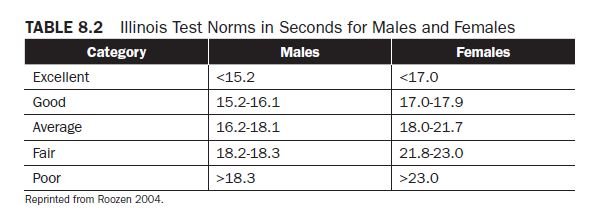 TABLE 8.2 Illinois Test Norms in Seconds for Males and Females
Category Males Females
Excellent <15.2 <17.0
Good 15.2-16.1 17.0-17.9
Average 16.2-18.1 18.0-21.7
Fair 18.2-18.3 21.8-23.0
Poor >18.3 >23.0
Reprinted from Roozen 2004.